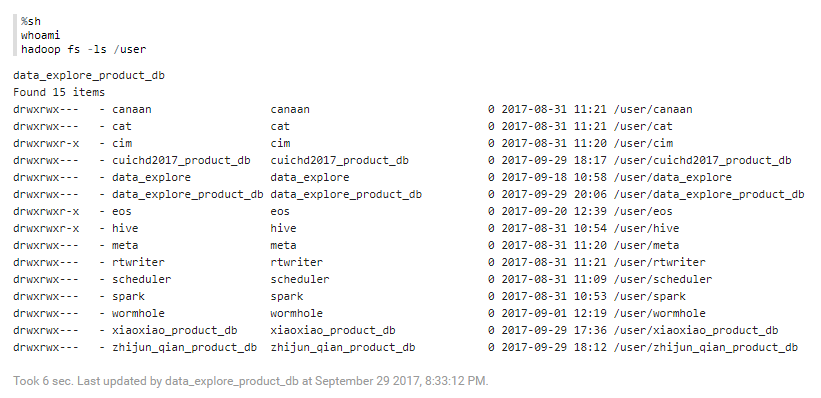 %sh
whoami
hadoop fs -ls /user
data_explore_product_db
Found 15 items
drwxrwx--- - canaan canaan 0 2017-08-31 11:21 /user/canaan
drwxrwx--- - cat cat 0 2017-08-31 11:21 /user/cat
drwxrwxr-x - cim cim 0 2017-08-31 11:20 /user/cim
drwxrwx--- - cuichd2017_product_db cuichd2017_product_db 0 2017-09-29 18:17 /user/cuichd2017_product_db
drwxrwx--- - data_explore data_explore 0 2017-09-18 10:58 /user/data_explore
drwxrwx--- - data_explore_product_db data_explore_product_db 0 2017-09-29 20:06 /user/data_explore_product_db
drwxrwxr-x - eos eos 0 2017-09-20 12:39 /user/eos
drwxrwxr-x - hive hive 0 2017-08-31 10:54 /user/hive
drwxrwx--- - meta meta 0 2017-08-31 11:20 /user/meta
drwxrwx--- - rtwriter rtwriter 0 2017-08-31 11:21 /user/rtwriter
drwxrwx--- - scheduler scheduler 0 2017-08-31 11:09 /user/scheduler
drwxrwx--- - spark spark 0 2017-08-31 10:53 /user/spark
drwxrwx--- - wormhole wormhole 0 2017-09-01 12:19 /user/wormhole
drwxrwx--- - xiaoxiao_product_db xiaoxiao_product_db 0 2017-09-29 17:36 /user/xiaoxiao_product_db
drwxrwx--- - zhijun_qian_product_db zhijun_qian_product_db 0 2017-09-29 18:12 /user/zhijun_qian_product_db
Took 6 sec. Last updated by data_explore_product_db at September 29 2017, 8:33:12 PM.